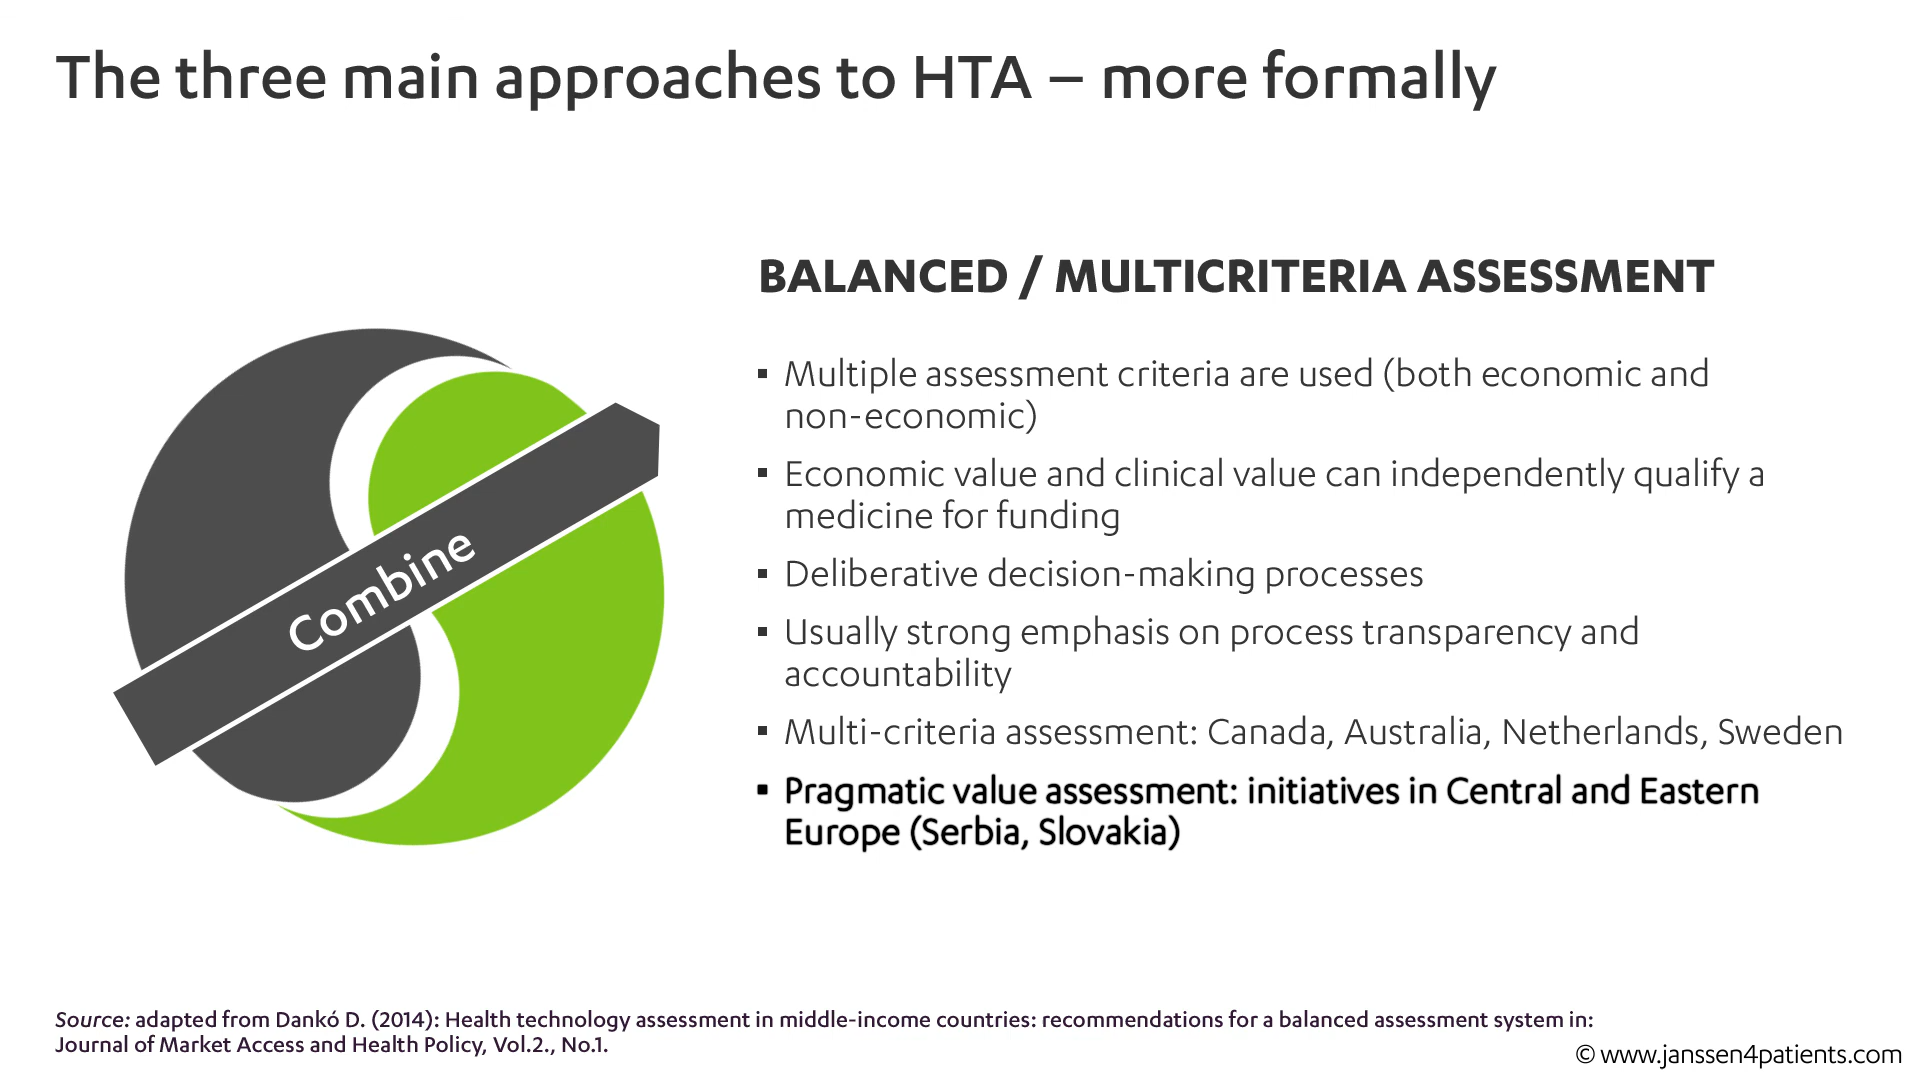 The three main approaches to HTA – more formally
BALANCED / MULTICRITERIA ASSESSMENT
Combine
▪ Multiple assessment criteria are used (both economic and
non-economic)
▪ Economic value and clinical value can independently qualify a
medicine for funding
▪ Deliberative decision-making processes
▪ Usually strong emphasis on process transparency and
accountability
▪ Multi-criteria assessment: Canada, Australia, Netherlands, Sweden
▪ Pragmatic value assessment: initiatives in Central and Eastern
Europe (Serbia, Slovakia)
Source: adapted from Dankó D. (2014): Health technology assessment in middle-income countries: recommendations for a balanced assessment system in:
Journal of Market Access and Health Policy, Vol.2., No.1.
© www.janssen4patients.com